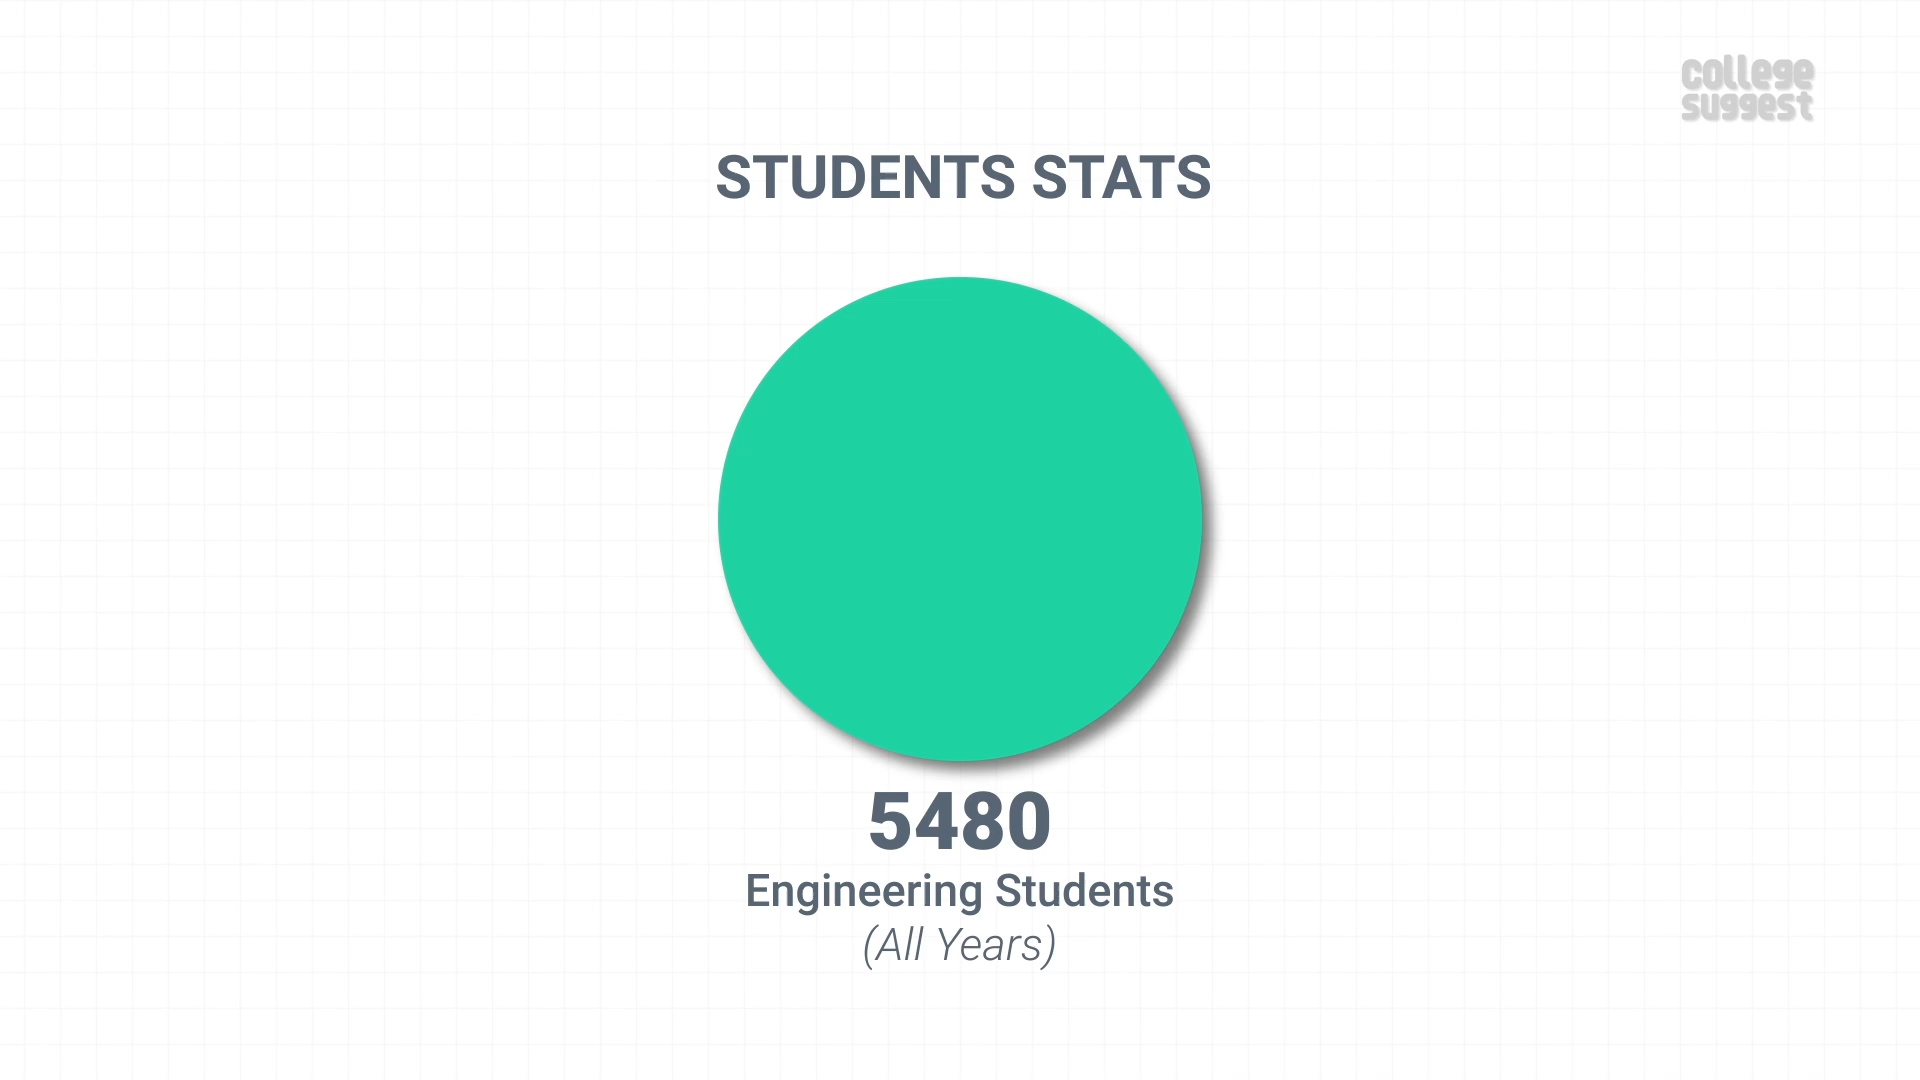 college
suggest
STUDENTS STATS
5480
Engineering Students
(All Years)